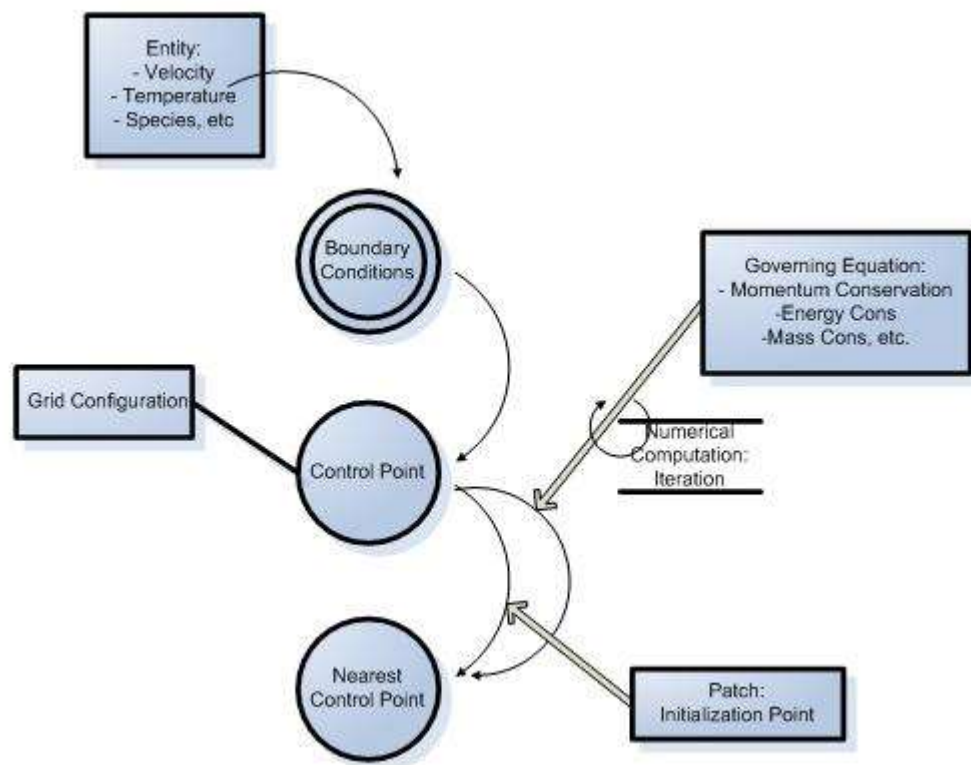 Entity:
- Velocity
- Temperature
- Species, etc
Boundary
Conditions
Governing Equation:
- Momentum Conservation
-Energy Cons
-Mass Cons, etc.
Grid Configuration
Control Point
Numerical
Computation:
Iteration
Nearest
Control Point
Patch:
Initialization Point